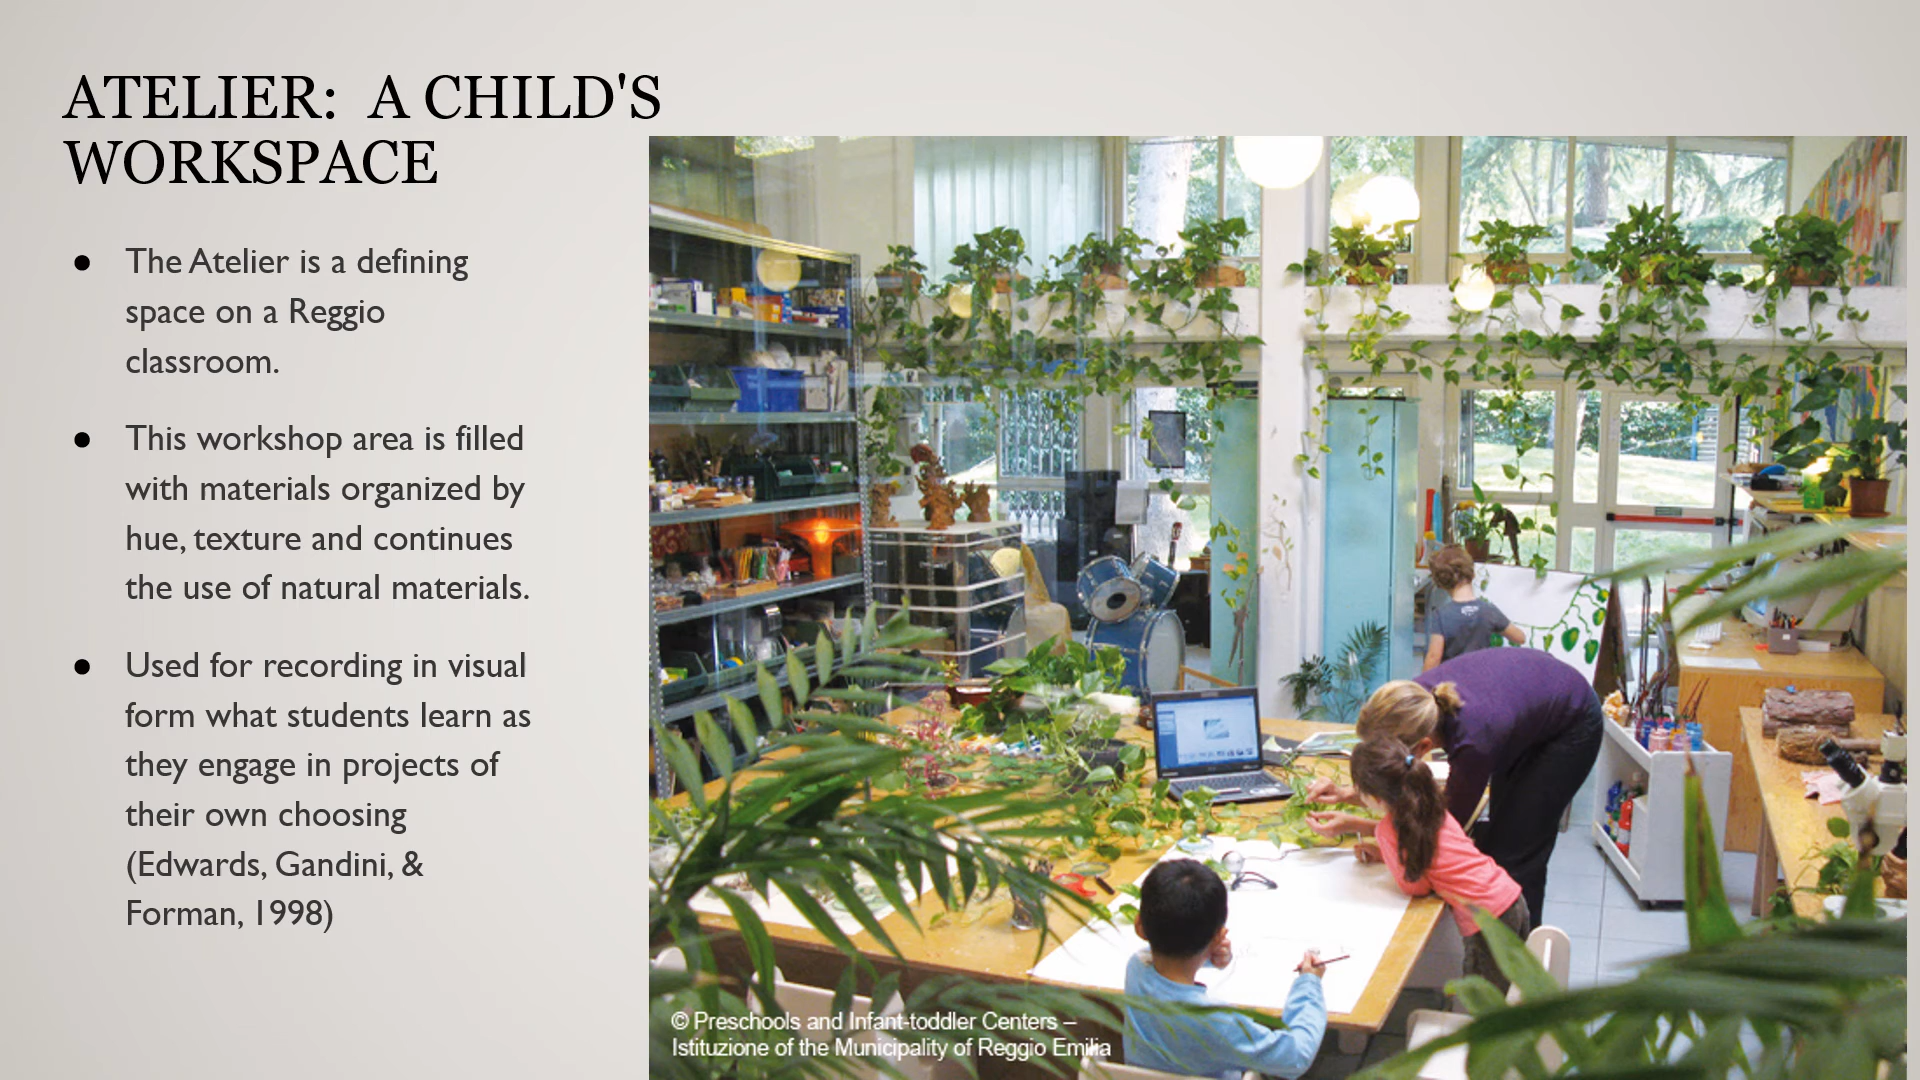 ATELIER: A CHILD'S
WORKSPACE
● The Atelier is a defining
space on a Reggio
classroom.
● This workshop area is filled
with materials organized by
hue, texture and continues
the use of natural materials.
● Used for recording in visual
form what students learn as
they engage in projects of
their own choosing
(Edwards, Gandini, &
Forman, 1998)
© Preschools and Infant-toddler Centers –
Istituzione of the Municipality of Reggio Emilia